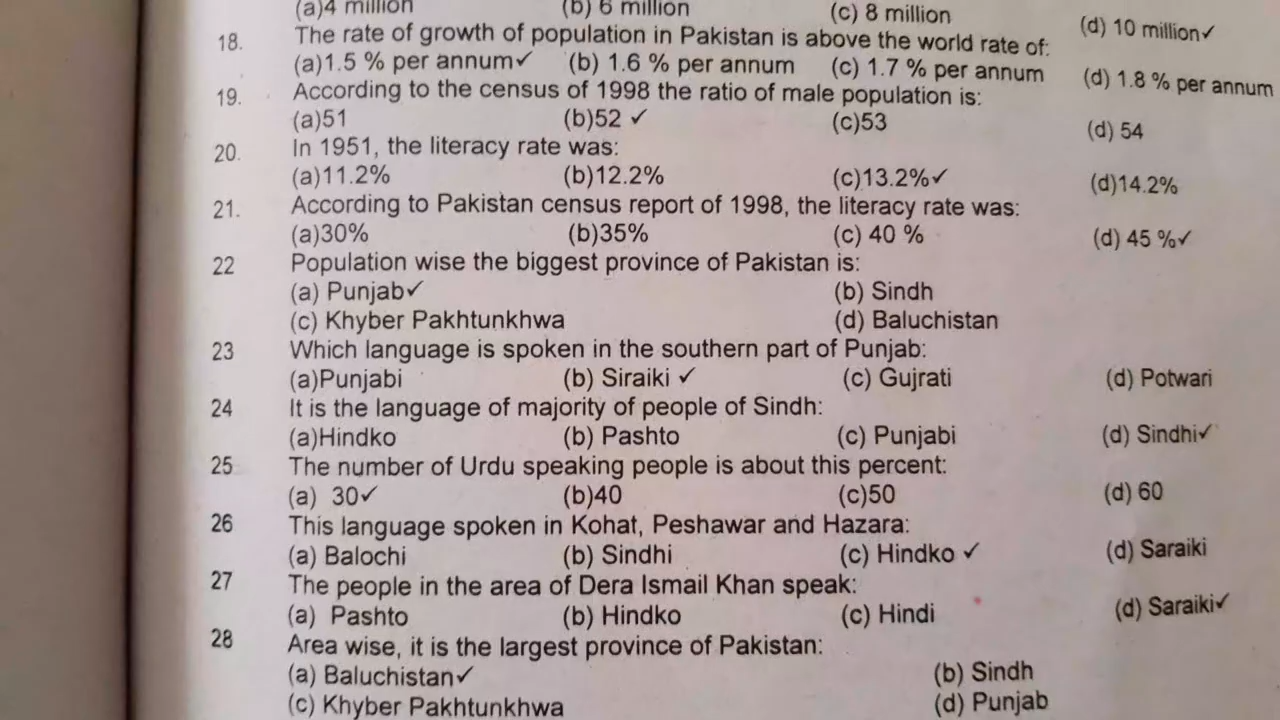 (a)4 million (b) 6 million (c) 8 million (d) 10 million✓
18. The rate of growth of population in Pakistan is above the world rate of:
(a)1.5 % per annum✓ (b) 1.6 % per annum (c) 1.7 % per annum (d) 1.8 % per annum
19. According to the census of 1998 the ratio of male population is:
(a)51 (b)52 ✓ (c)53 (d) 54
20. In 1951, the literacy rate was:
(a)11.2% (b)12.2% (c)13.2%✓ (d)14.2%
21. According to Pakistan census report of 1998, the literacy rate was:
(a)30% (b)35% (c) 40 % (d) 45 %✓
22 Population wise the biggest province of Pakistan is:
(a) Punjab✓ (b) Sindh
(c) Khyber Pakhtunkhwa (d) Baluchistan
23 Which language is spoken in the southern part of Punjab:
(a)Punjabi (b) Siraiki ✓ (c) Gujrati (d) Potwari
24 It is the language of majority of people of Sindh:
(a)Hindko (b) Pashto (c) Punjabi (d) Sindhi✓
25 The number of Urdu speaking people is about this percent:
(a) 30✓ (b)40 (c)50 (d) 60
26 This language spoken in Kohat, Peshawar and Hazara:
(a) Balochi (b) Sindhi (c) Hindko ✓ (d) Saraiki
27 The people in the area of Dera Ismail Khan speak:
(a) Pashto (b) Hindko (c) Hindi (d) Saraiki✓
28 Area wise, it is the largest province of Pakistan:
(a) Baluchistan✓ (b) Sindh
(c) Khyber Pakhtunkhwa (d) Punjab